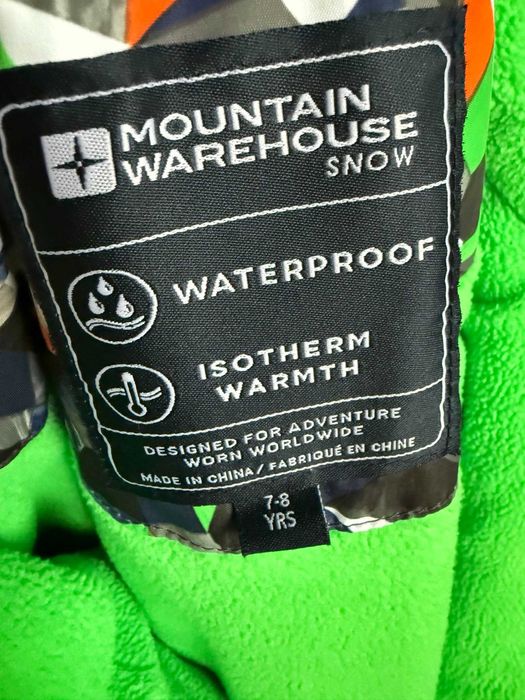 MOUNTAIN
WAREHOUSE
SNOW
WATERPROOF
ISOTHERM
WARMTH
DESIGNED FOR ADVENTURE
WORN WORLDWIDE
MADE IN CHINA / FABRIQUÉ EN CHINE
7-8
YRS